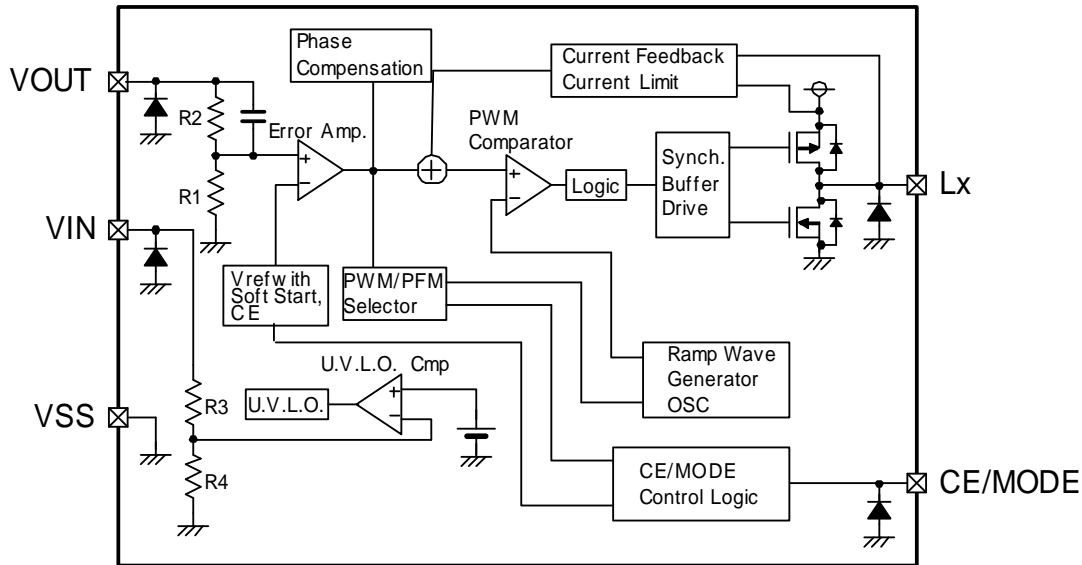 Phase
Compensation
Current Feedback
Current Limit
VOUT
R2
Error Amp.
PWM
Comparator
R1
Logic
Synch.
Buffer
Drive
Lx
VIN
Vref with
Soft Start,
CE
PWM/PFM
Selector
U.V.L.O. Cmp
Ramp Wave
Generator
OSC
R3
U.V.L.O.
VSS
R4
CE/MODE
Control Logic
CE/MODE